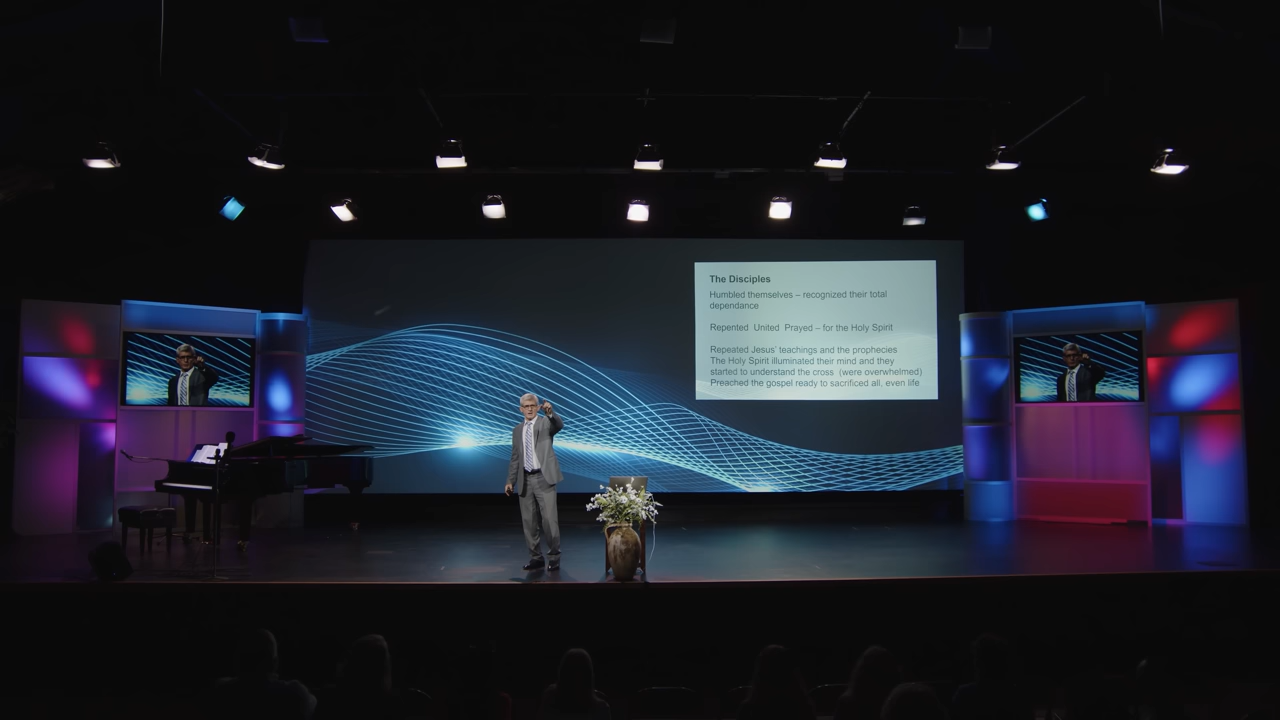 The Disciples
Humbled themselves – recognized their total
dependance
Repented  United  Prayed – for the Holy Spirit
Repeated Jesus' teachings and the prophecies
The Holy Spirit illuminated their mind and they
started to understand the cross  (were overwhelmed)
Preached the gospel ready to sacrificed all, even life